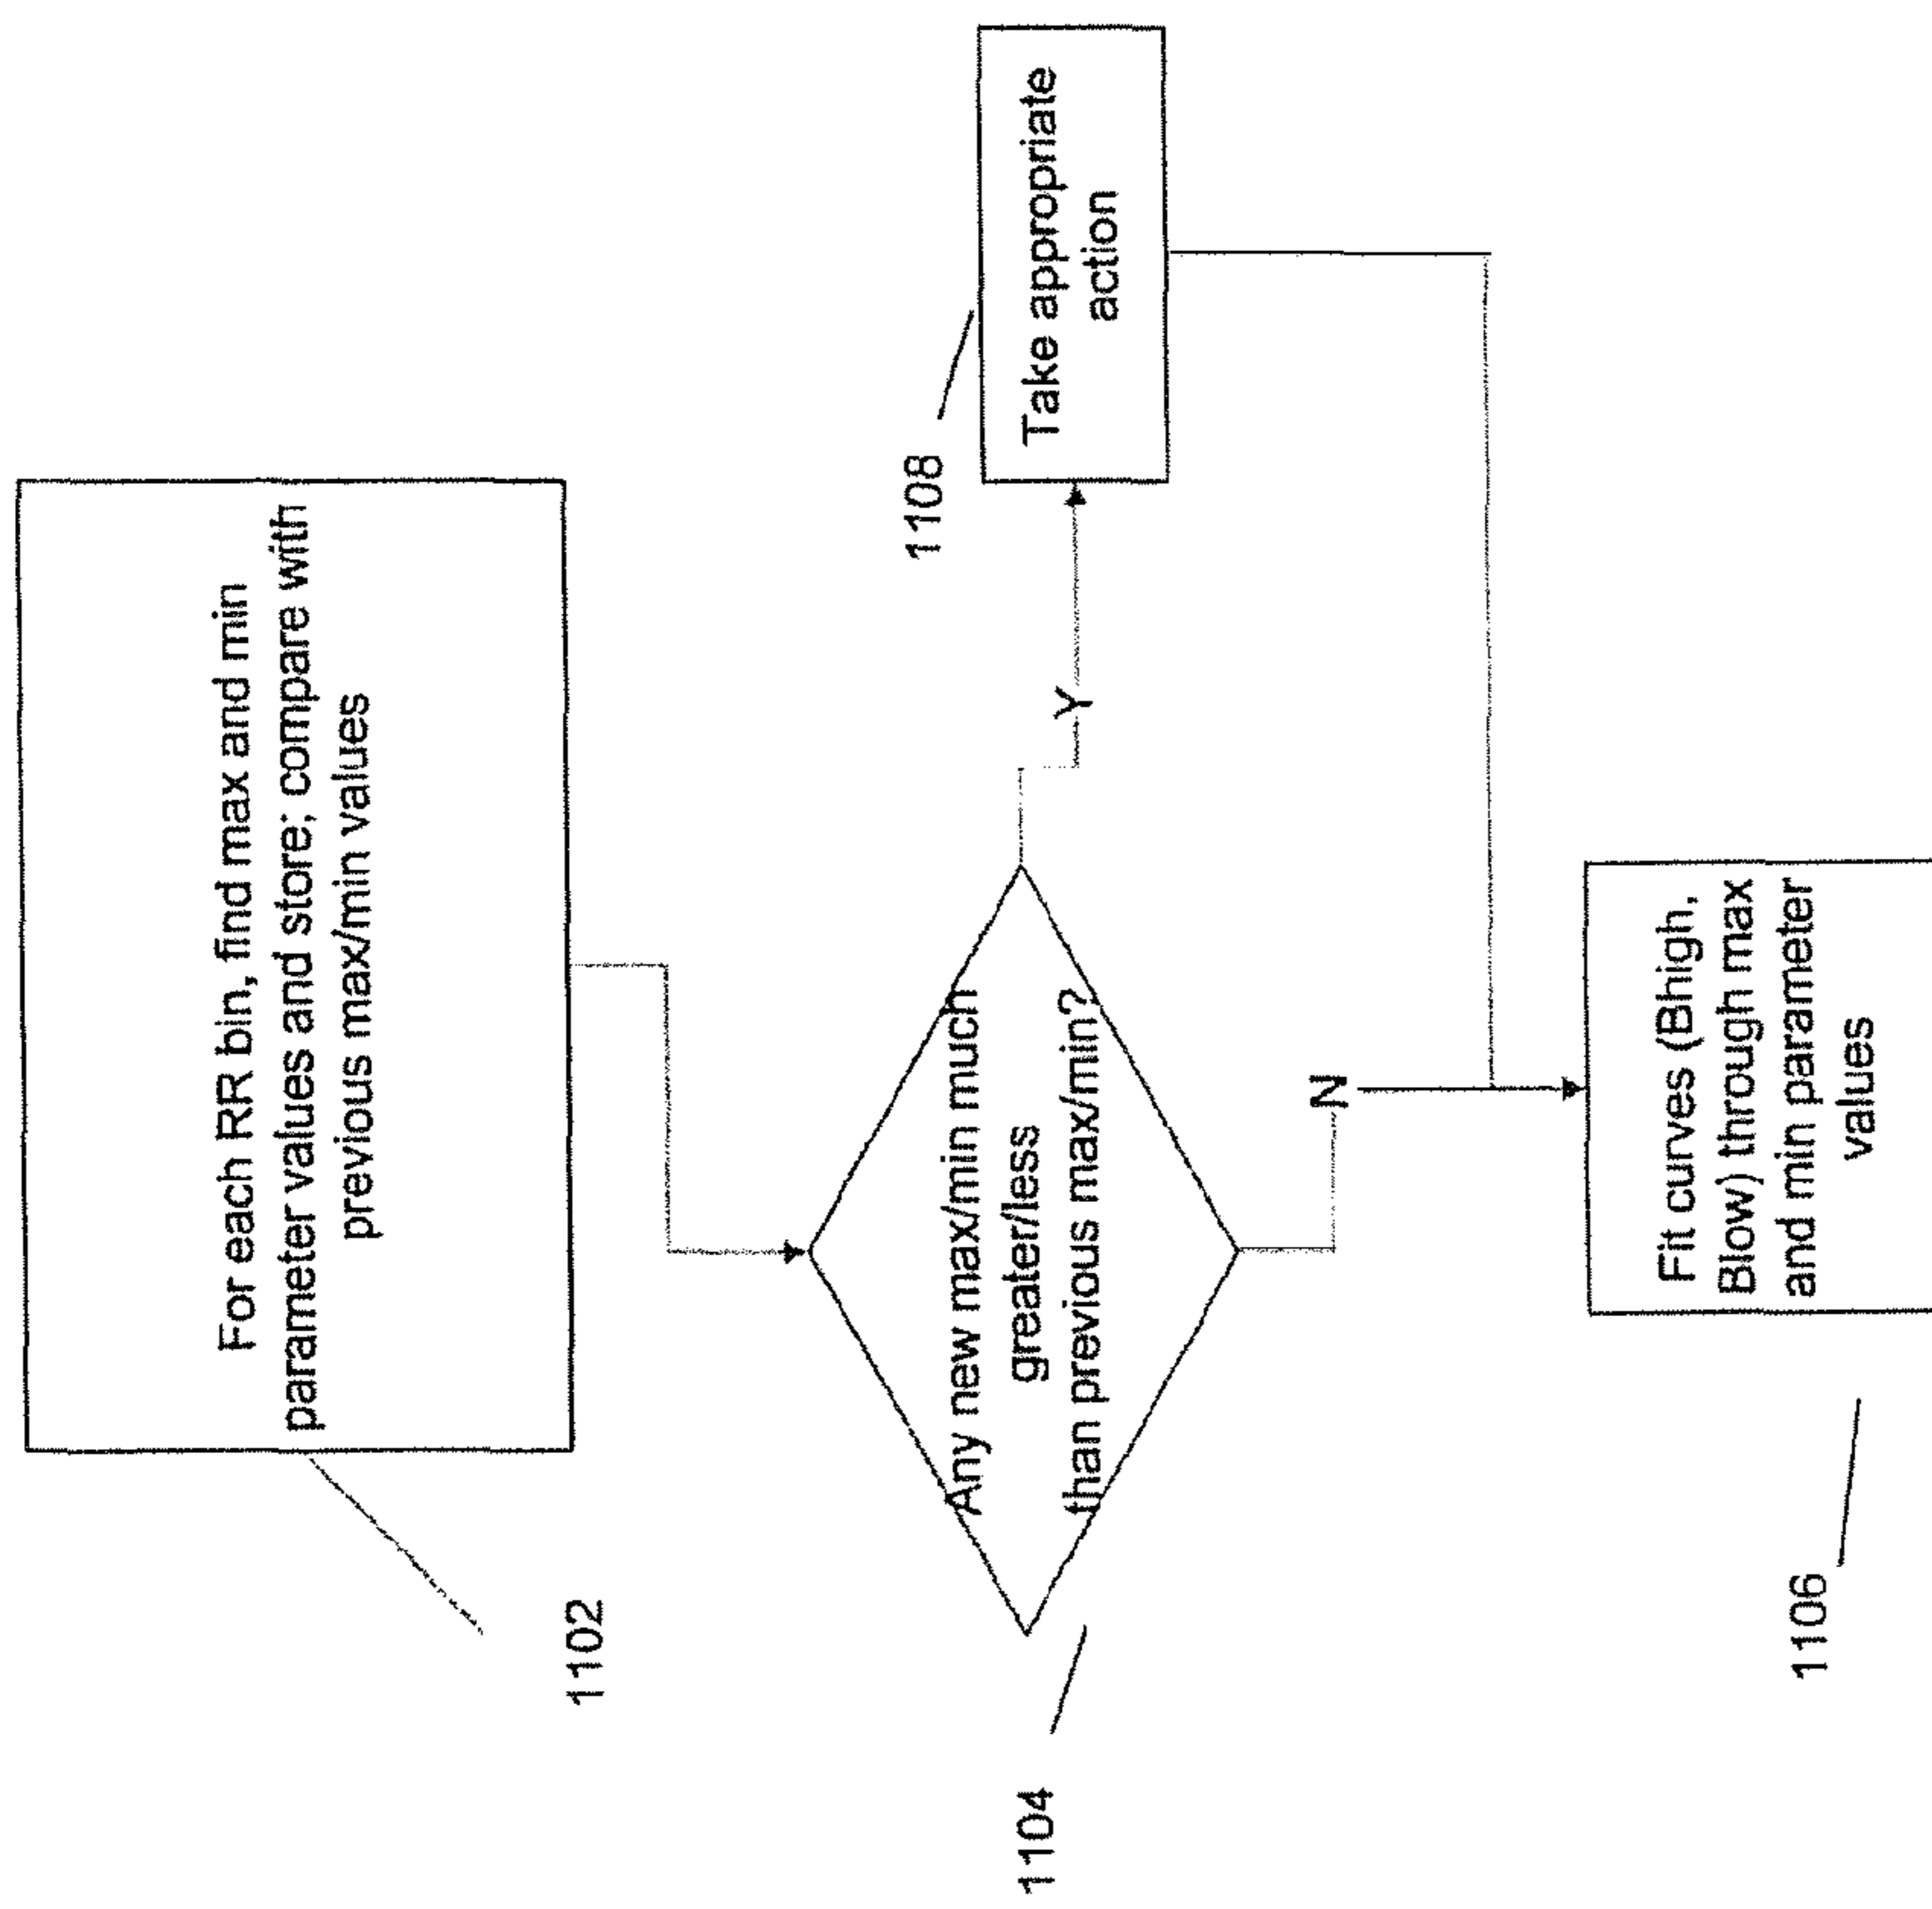 For each RR bin, find max and min
parameter values and store; compare with
previous max/min values
1102
Any new max/min much
greater/less
than previous max/min?
1104
Y
1108
Take appropriate
action
N
Fit curves (Bhigh,
Blow) through max
and min parameter
values
1106